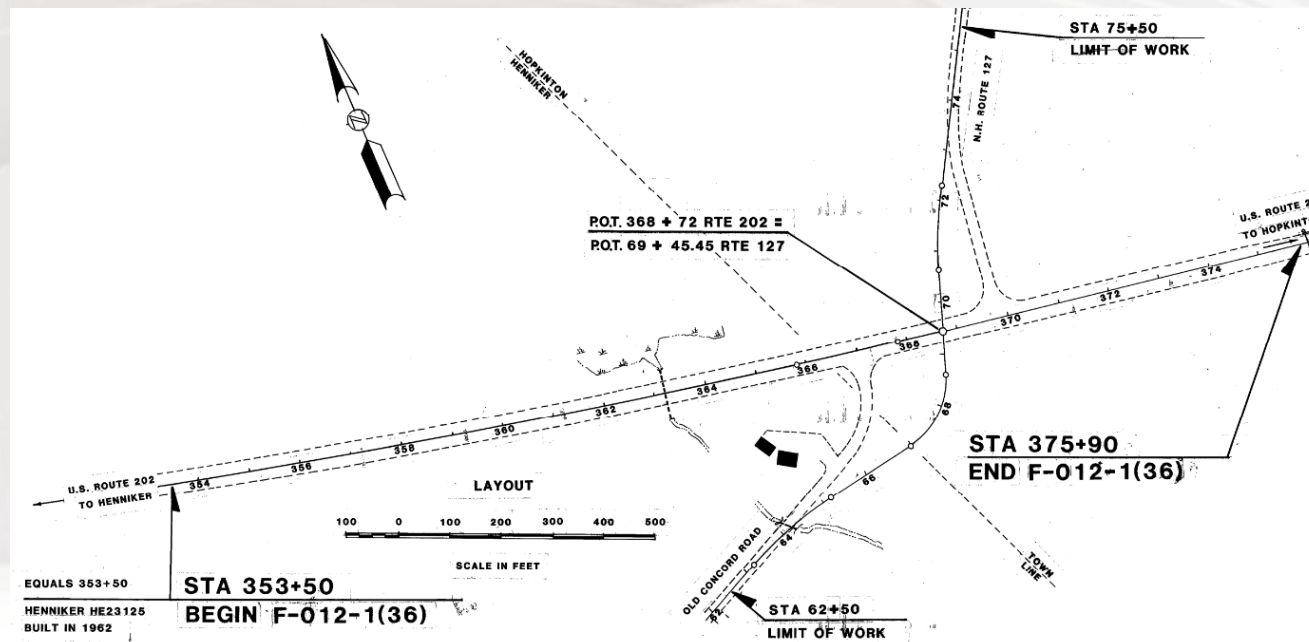 STA 75+50
LIMIT OF WORK
N.H. ROUTE 127
HOPKINTON
HENNIKER
N
P.O.T. 368 + 72 RTE 202 =
P.O.T. 69 + 45.45 RTE 127
U.S. ROUTE
TO
74
72
70
68
66
64
62
354
356
358
360
362
364
366
368
370
372
374
U.S. ROUTE 202
TO HENNIKER
LAYOUT
100 0 100 200 300 400 500
SCALE IN FEET
STA 375+90
END F-012-1(36)
TOWN
LINE
OLD CONCORD ROAD
EQUALS 353+50
HENNIKER HE23125
BUILT IN 1962
STA 353+50
BEGIN F-012-1(36)
STA 62+50
LIMIT OF WORK